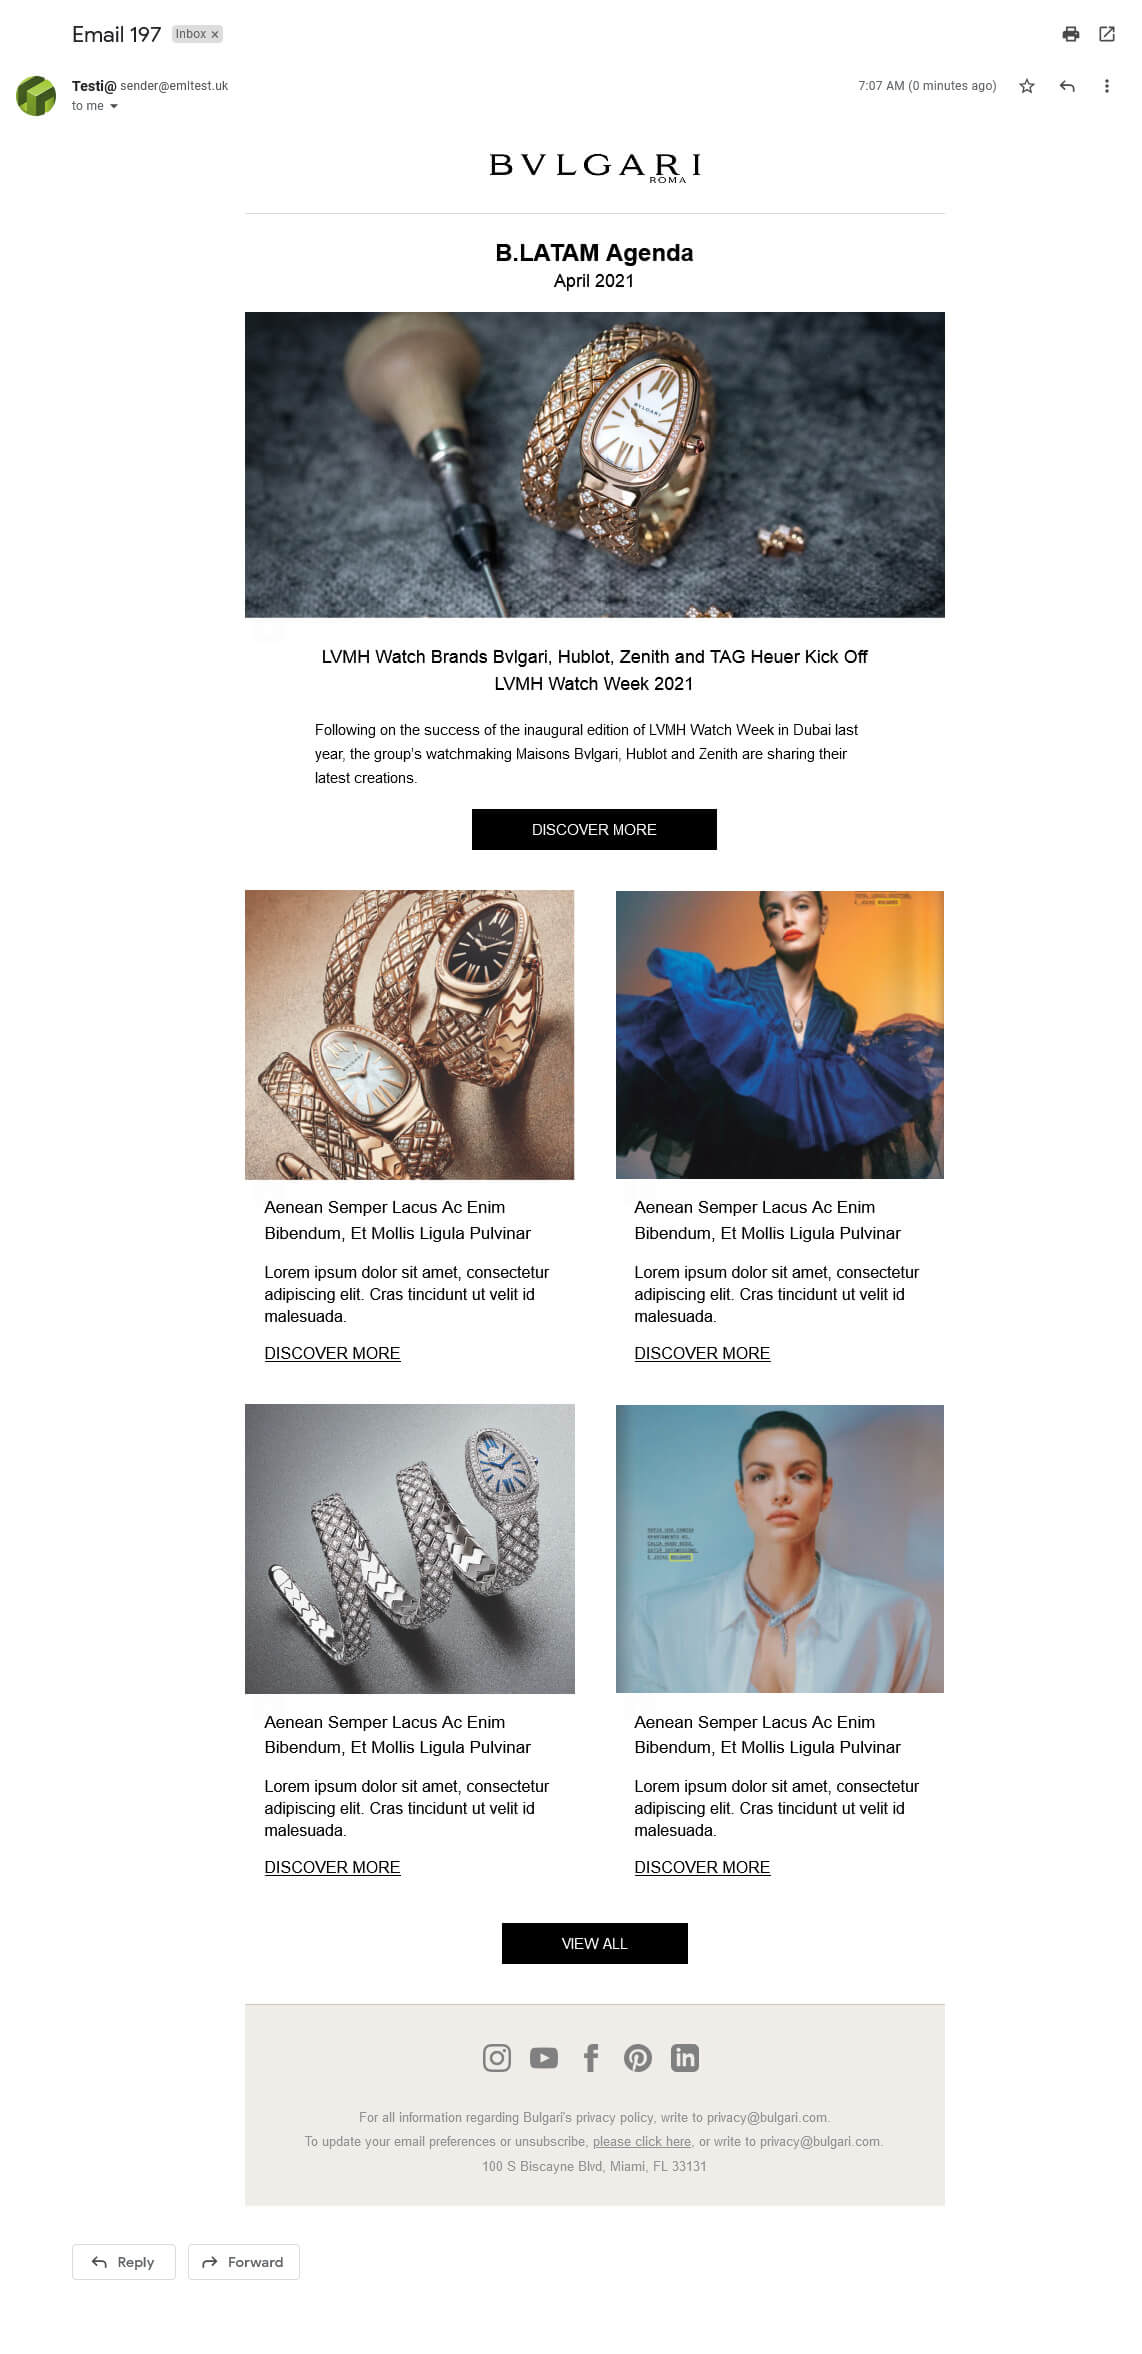 Email 197 Inbox ×
Testi@ sender@emltest.uk
7:07 AM (0 minutes ago)
to me
BVLGARI
ROMA
B.LATAM Agenda
April 2021
BVLGARI
LVMH Watch Brands Bvlgari, Hublot, Zenith and TAG Heuer Kick Off
LVMH Watch Week 2021
Following on the success of the inaugural edition of LVMH Watch Week in Dubai last
year, the group's watchmaking Maisons Bvlgari, Hublot and Zenith are sharing their
latest creations.
DISCOVER MORE
BVLGARI
BVLGARI
Aenean Semper Lacus Ac Enim
Bibendum, Et Mollis Ligula Pulvinar
Lorem ipsum dolor sit amet, consectetur
adipiscing elit. Cras tincidunt ut velit id
malesuada.
DISCOVER MORE
Aenean Semper Lacus Ac Enim
Bibendum, Et Mollis Ligula Pulvinar
Lorem ipsum dolor sit amet, consectetur
adipiscing elit. Cras tincidunt ut velit id
malesuada.
DISCOVER MORE
Aenean Semper Lacus Ac Enim
Bibendum, Et Mollis Ligula Pulvinar
Lorem ipsum dolor sit amet, consectetur
adipiscing elit. Cras tincidunt ut velit id
malesuada.
DISCOVER MORE
Aenean Semper Lacus Ac Enim
Bibendum, Et Mollis Ligula Pulvinar
Lorem ipsum dolor sit amet, consectetur
adipiscing elit. Cras tincidunt ut velit id
malesuada.
DISCOVER MORE
VIEW ALL
For all information regarding Bulgari's privacy policy, write to privacy@bulgari.com.
To update your email preferences or unsubscribe, please click here, or write to privacy@bulgari.com.
100 S Biscayne Blvd, Miami, FL 33131
Reply
Forward